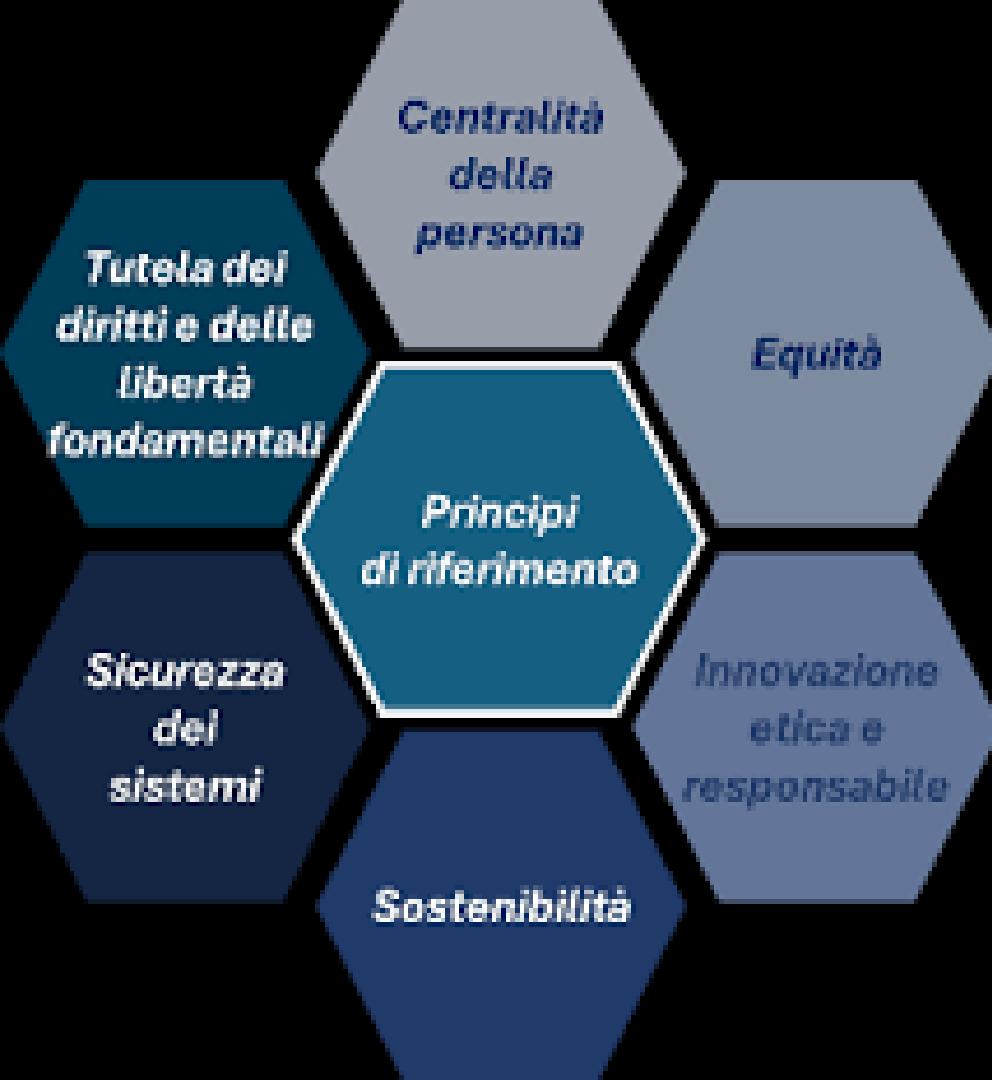 Centralità
della
persona
Tutela dei
diritti e delle
libertà
fondamentali
Equità
Principi
di riferimento
Sicurezza
dei
sistemi
Innovazione
etica e
responsabile
Sostenibilità